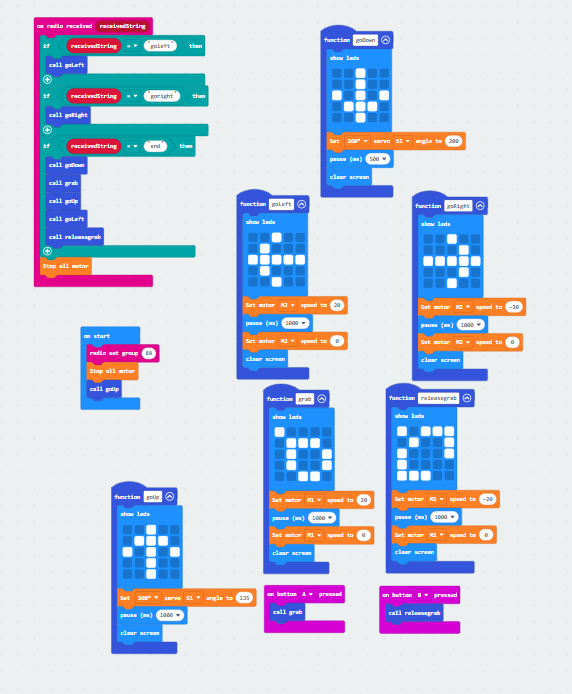 on radio received receivedString
if receivedString = goleft then
call goLeft
if receivedString = goright then
call goRight
if receivedString = end then
call goDown
call grab
call goUp
call goLeft
call releasegrab
Stop all motor
function goDown
show leds
Set 360° servo S1 angle to 200
pause (ms) 500
clear screen
function goLeft
show leds
Set motor M2 speed to 20
pause (ms) 1000
Set motor M2 speed to 0
clear screen
function goRight
show leds
Set motor M2 speed to -20
pause (ms) 1000
Set motor M2 speed to 0
clear screen
on start
radio set group 88
Stop all motor
call goUp
function grab
show leds
Set motor M1 speed to 20
pause (ms) 1000
Set motor M1 speed to 0
clear screen
function releasegrab
show leds
Set motor M1 speed to -20
pause (ms) 1000
Set motor M1 speed to 0
clear screen
function goUp
show leds
Set 360° servo S1 angle to 135
pause (ms) 1000
clear screen
on button A pressed
call grab
on button B pressed
call releasegrab